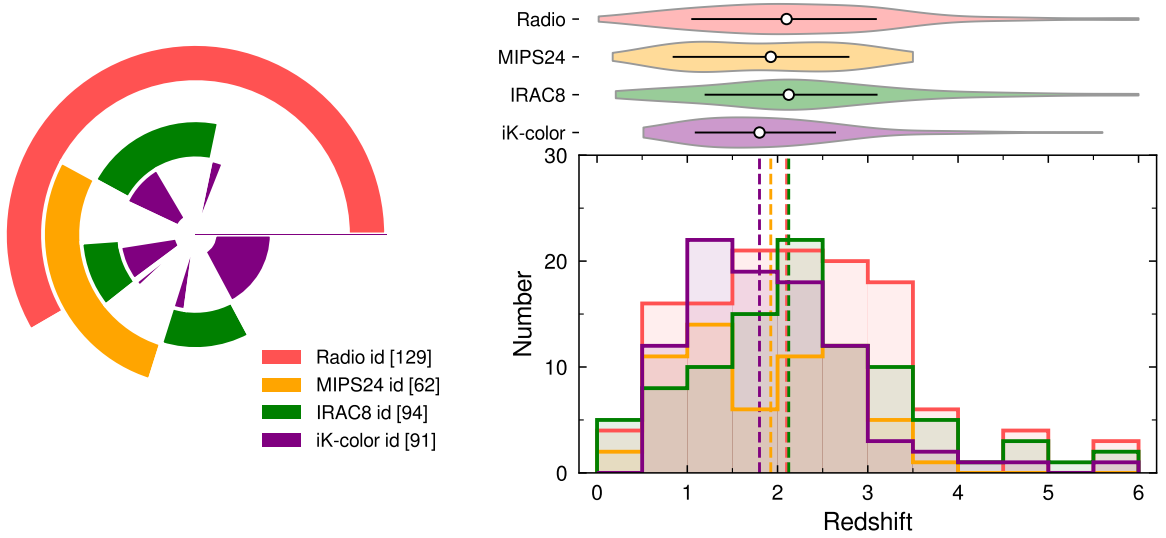 Radio
MIPS24
IRAC8
iK-color
30
20
10
0
Number
0 1 2 3 4 5 6
Redshift
Radio id [129]
MIPS24 id [62]
IRAC8 id [94]
iK-color id [91]